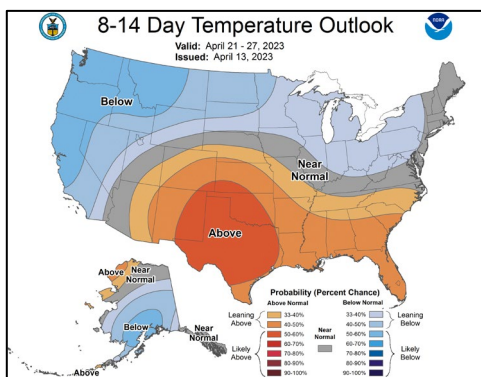 8-14 Day Temperature Outlook
Valid: April 21 - 27, 2023
Issued: April 13, 2023
NOAA
Below
Near
Normal
Above
Above
Near
Normal
Below
Near
Normal
Above
Probability (Percent Chance)
Above Normal
Below Normal
Leaning
Above
33-40%
40-50%
Likely
Above
50-60%
60-70%
70-80%
80-90%
90-100%
Near
Normal
33-40%
40-50%
Leaning
Below
50-60%
60-70%
70-80%
80-90%
90-100%
Likely
Below